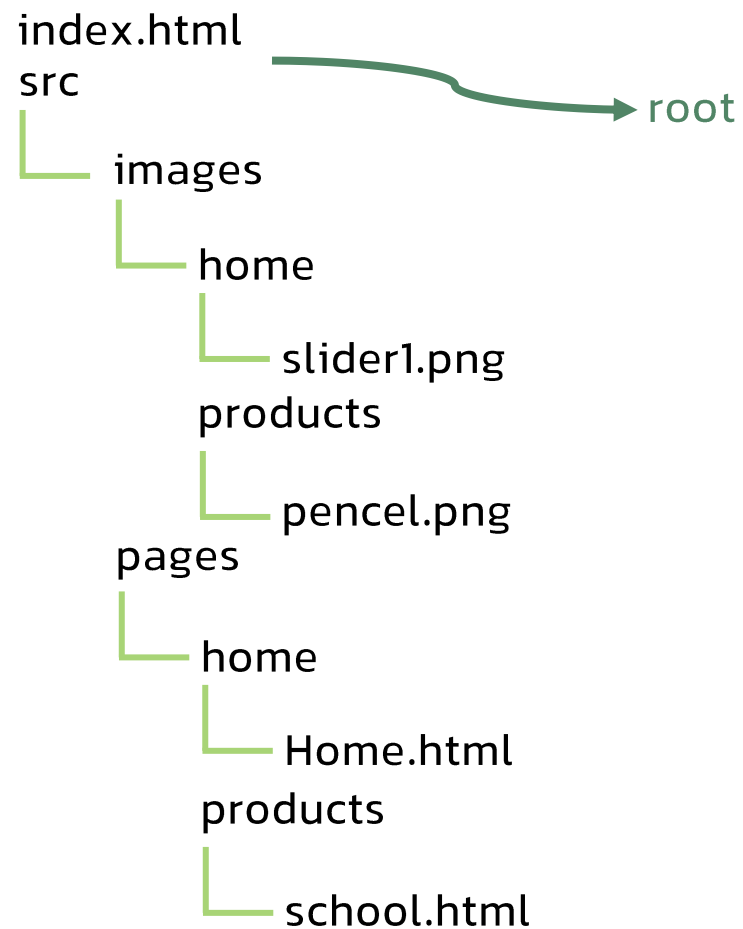 index.html
src
root
images
home
slider1.png
products
pencel.png
pages
home
Home.html
products
school.html